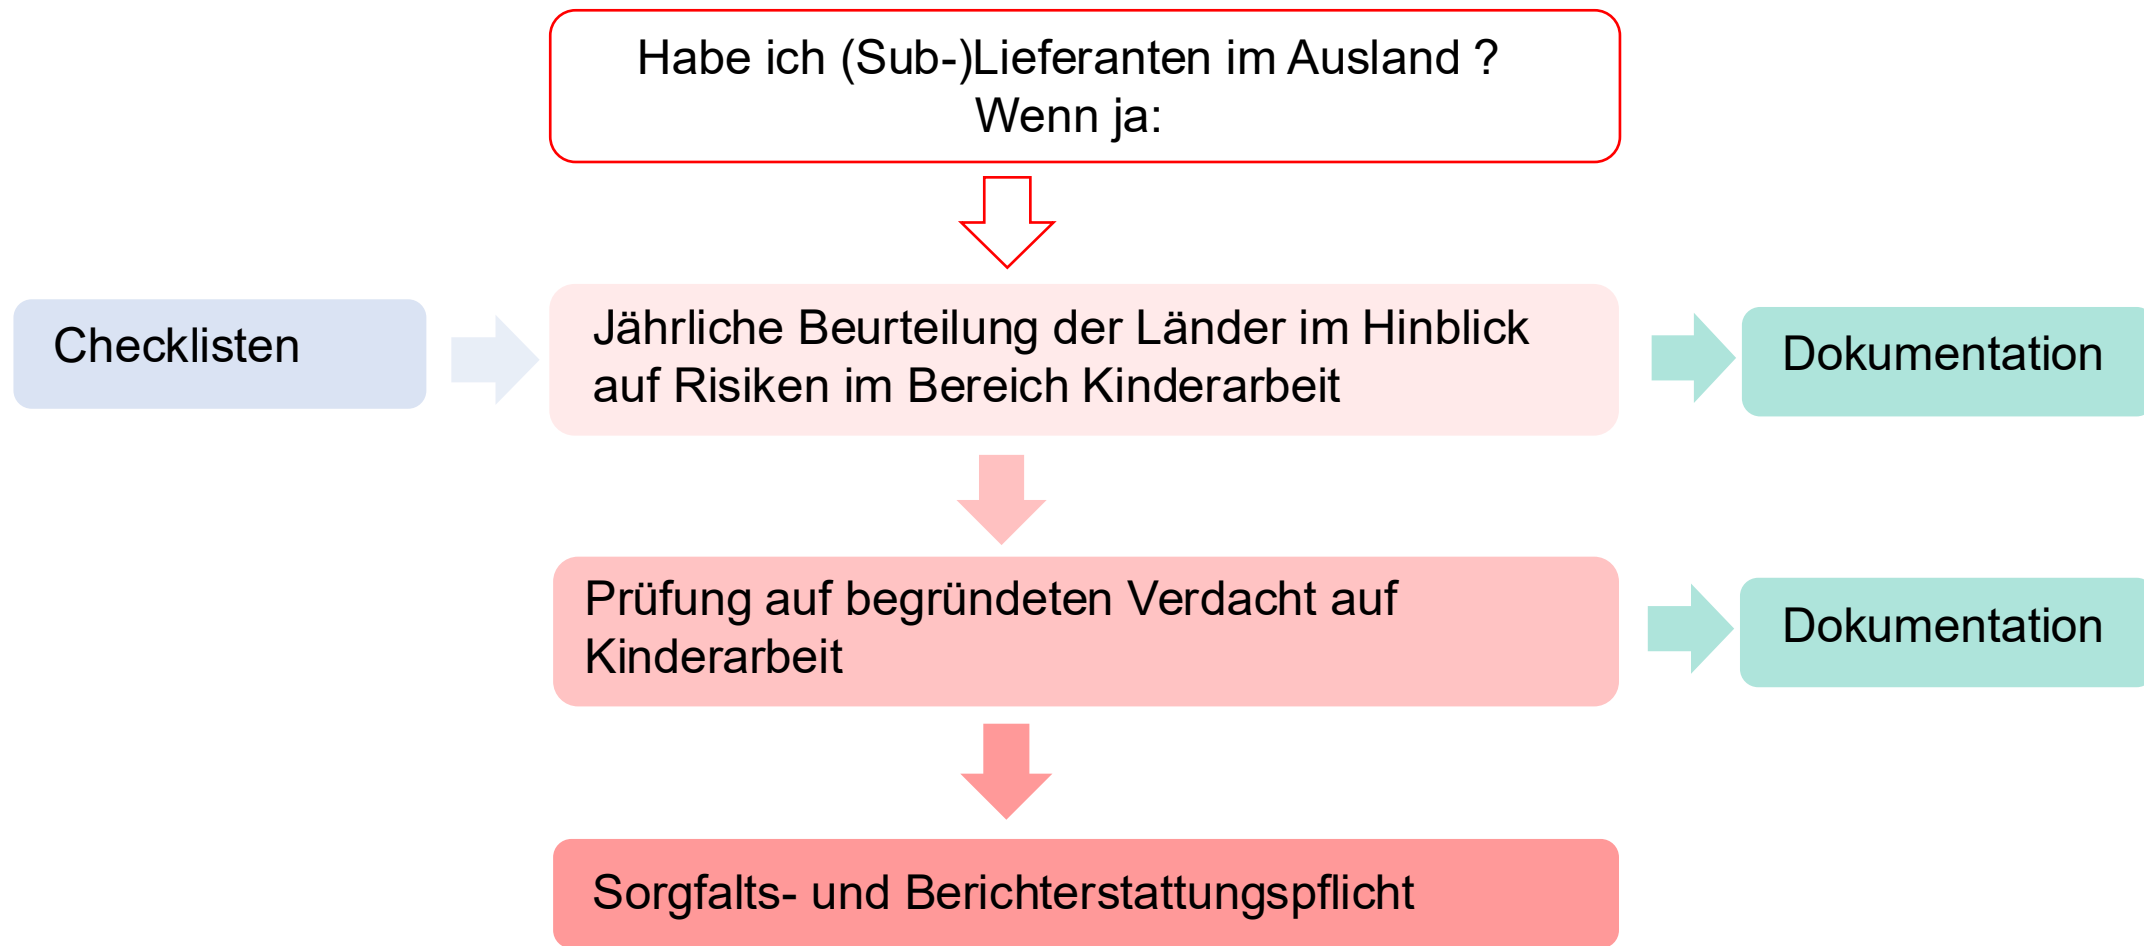 Habe ich (Sub-)Lieferanten im Ausland ?
Wenn ja:
Checklisten
Jährliche Beurteilung der Länder im Hinblick
auf Risiken im Bereich Kinderarbeit
Dokumentation
Prüfung auf begründeten Verdacht auf
Kinderarbeit
Dokumentation
Sorgfalts- und Berichterstattungspflicht